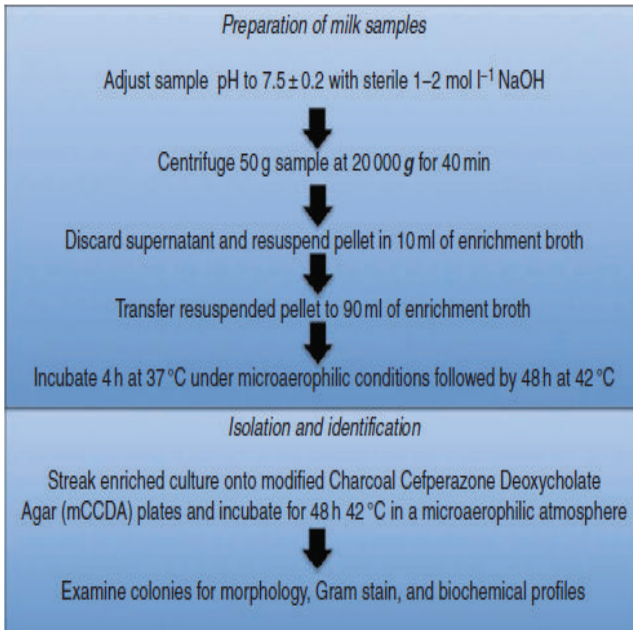 Preparation of milk samples
Adjust sample pH to 7.5 ± 0.2 with sterile 1–2 mol l⁻¹ NaOH
Centrifuge 50 g sample at 20 000 g for 40 min
Discard supernatant and resuspend pellet in 10 ml of enrichment broth
Transfer resuspended pellet to 90 ml of enrichment broth
Incubate 4 h at 37 °C under microaerophilic conditions followed by 48 h at 42 °C
Isolation and identification
Streak enriched culture onto modified Charcoal Cefperazone Deoxycholate
Agar (mCCDA) plates and incubate for 48 h 42 °C in a microaerophilic atmosphere
Examine colonies for morphology, Gram stain, and biochemical profiles